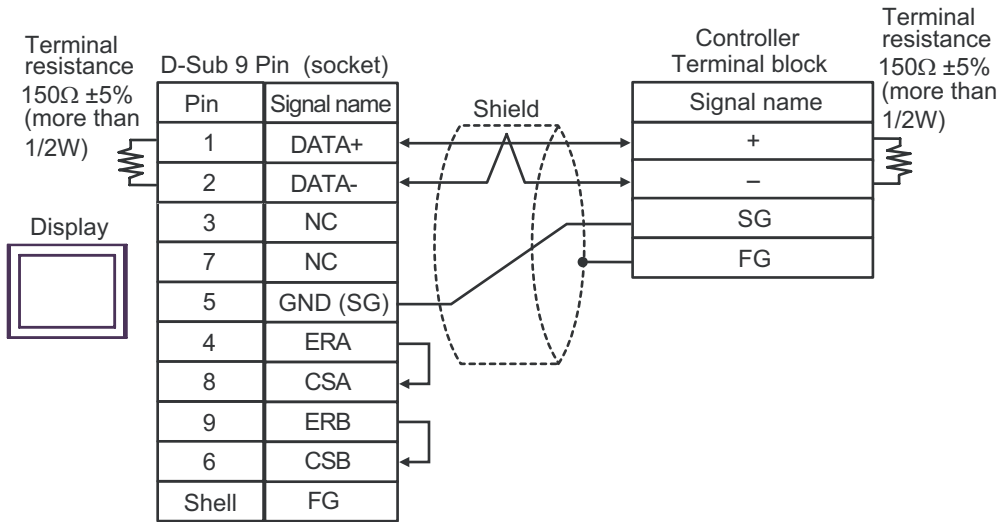 Terminal
resistance
150Ω ±5%
(more than
1/2W)
D-Sub 9 Pin (socket)
Pin Signal name
1 DATA+
2 DATA-
3 NC
7 NC
5 GND (SG)
4 ERA
8 CSA
9 ERB
6 CSB
Shell FG
Display
Shield
Controller
Terminal block
Signal name
+
–
SG
FG
Terminal
resistance
150Ω ±5%
(more than
1/2W)